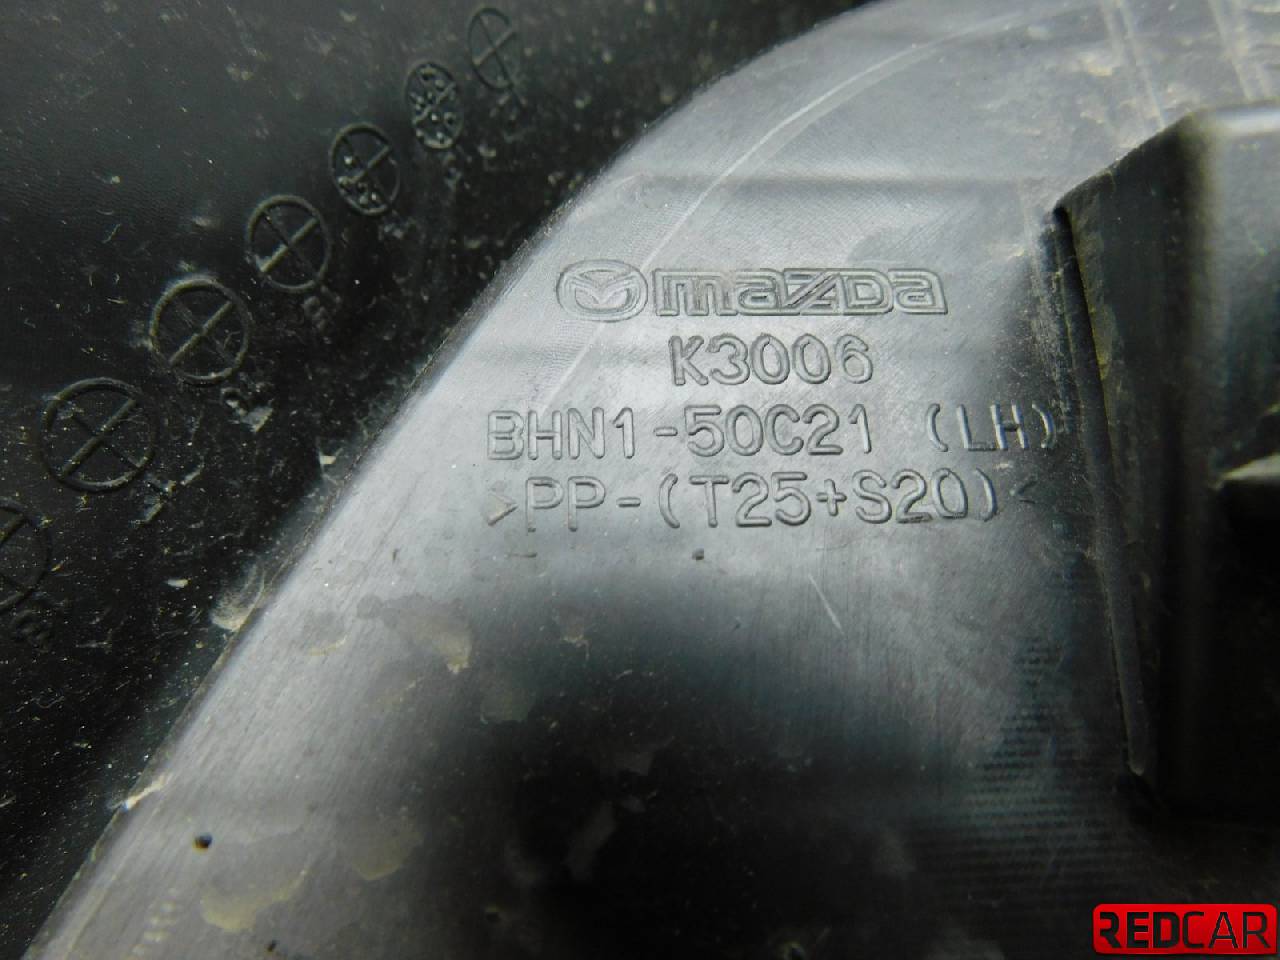 mazda
K3006
BHN1-50C21 (LH)
>PP-(T25+S20)<
REDCAR